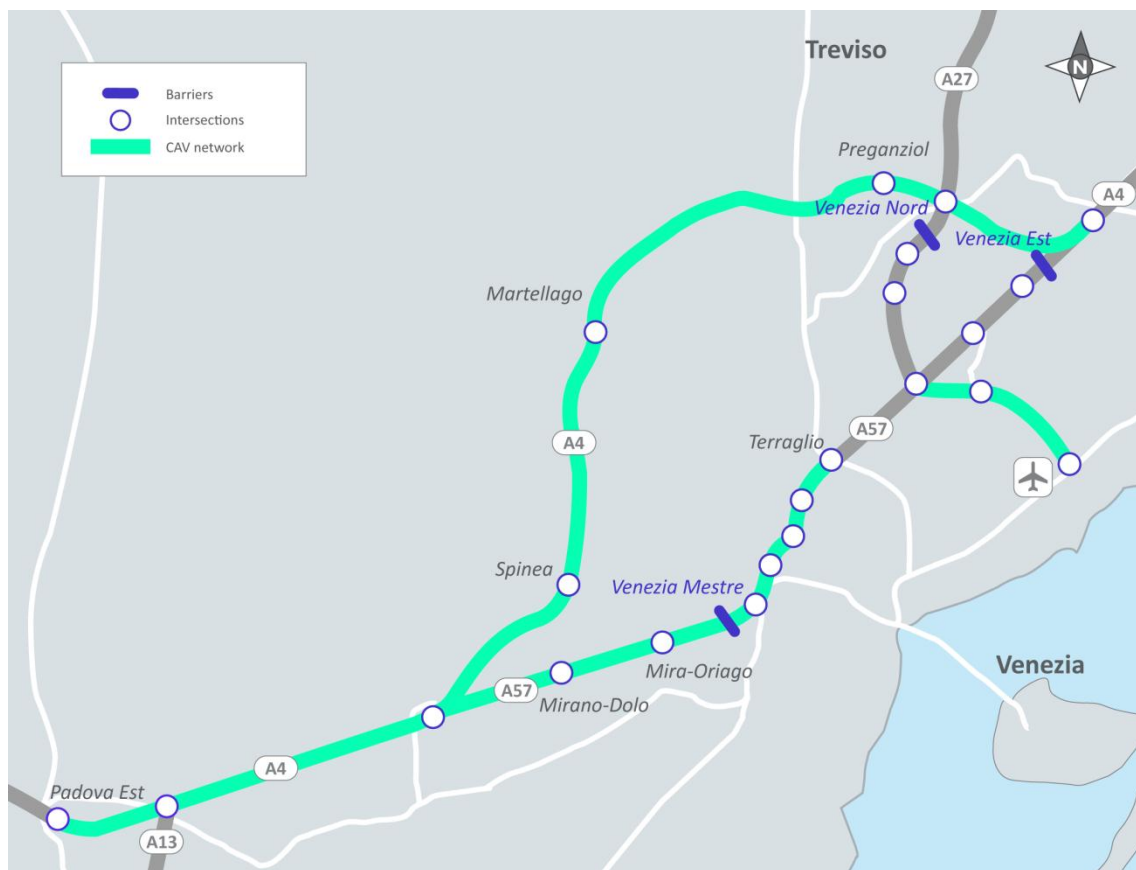 Treviso
N
A27
Barriers
Intersections
CAV network
Preganziol
A4
Venezia Nord
Venezia Est
Martellago
A4
Terraglio
A57
Spinea
Venezia Mestre
Mira-Oriago
Venezia
A57
Mirano-Dolo
A4
Padova Est
A13